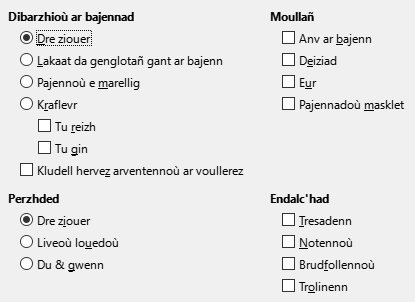 Dibarzhioù ar bajennad
Dre ziouer
Lakaat da genglotañ gant ar bajenn
Pajennoù e marellig
Kraflevr
Tu reizh
Tu gin
Kludell hervez arventennoù ar voullerez
Moullañ
Anv ar bajenn
Deiziad
Eur
Pajennadoù masklet
Perzhded
Dre ziouer
Liveoù louedoù
Du & gwenn
Endalc'had
Tresadenn
Notennoù
Brudfollennoù
Trolinenn